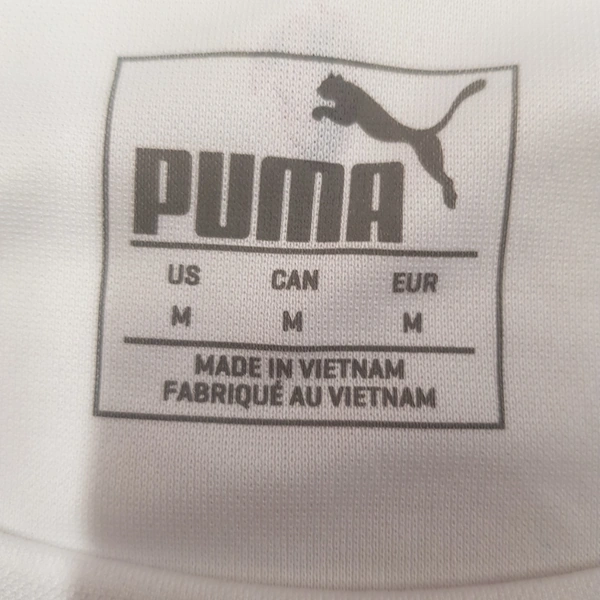 PUMA
US CAN EUR
M M M
MADE IN VIETNAM
FABRIQUÉ AU VIETNAM